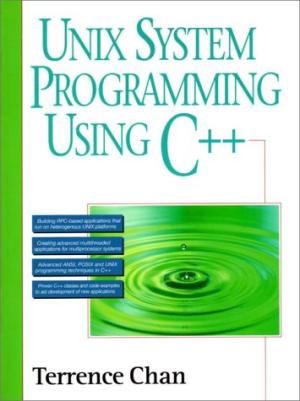 UNIX SYSTEM
PROGRAMMING
USING C++
Building RPC-based applications that
run on heterogenous UNIX platforms
Creating advanced multithreaded
applications for multiprocessor systems
Advanced ANSI, POSIX and UNIX
programming techniques in C++
Proven C++ classes and code examples
to aid development of new applications
Terrence Chan